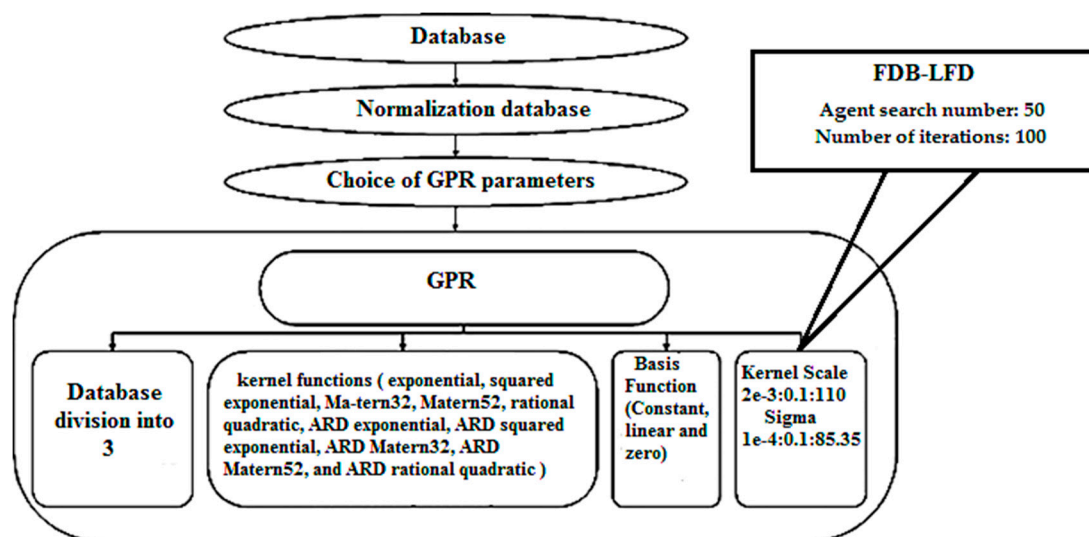 Database
Normalization database
Choice of GPR parameters
FDB-LFD
Agent search number: 50
Number of iterations: 100
GPR
Database
division into
3
kernel functions ( exponential, squared
exponential, Ma-tern32, Matern52, rational
quadratic, ARD exponential, ARD squared
exponential, ARD Matern32, ARD
Matern52, and ARD rational quadratic )
Basis
Function
(Constant,
linear and
zero)
Kernel Scale
2e-3:0.1:110
Sigma
1e-4:0.1:85.35